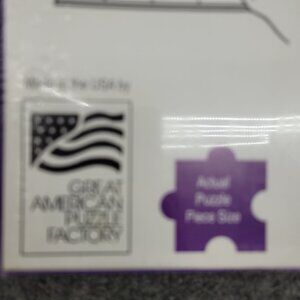 Made in the USA by
GREAT
AMERICAN
PUZZLE
FACTORY
Actual
Puzzle
Piece Size